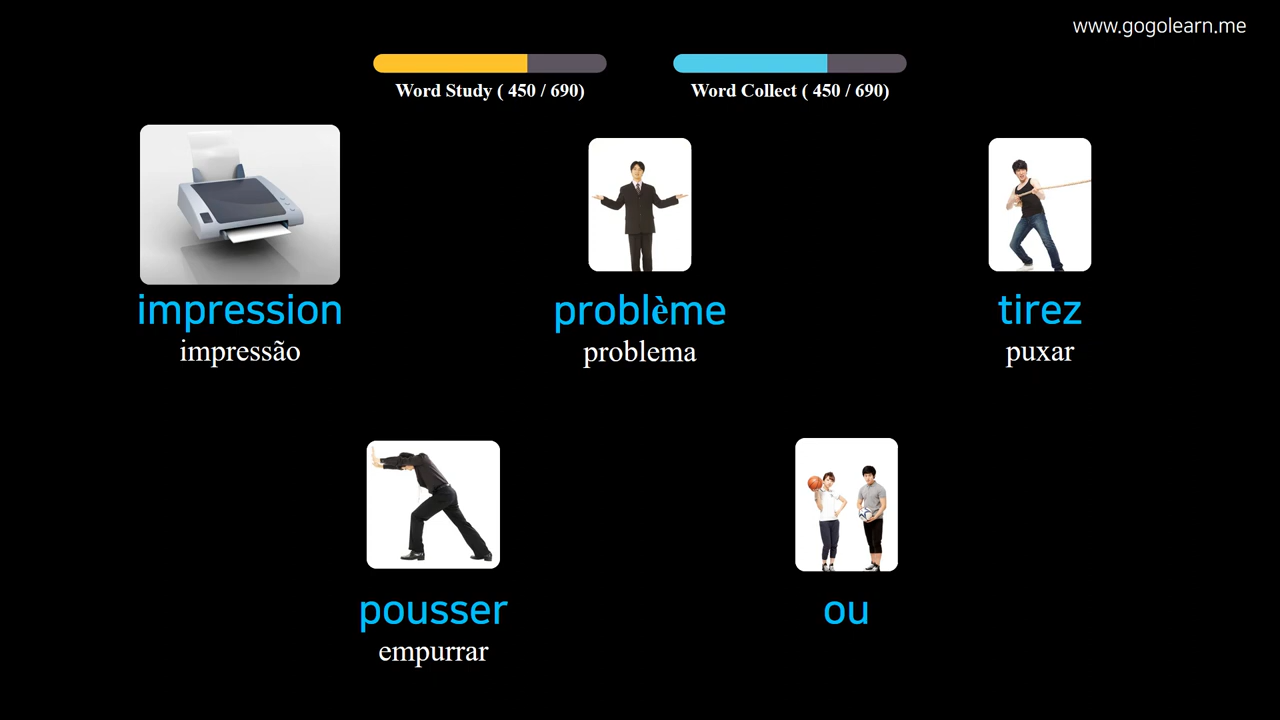 www.gogolearn.me
Word Study ( 450 / 690)
Word Collect ( 450 / 690)
impression
impressão
problème
problema
tirez
puxar
pousser
empurrar
ou